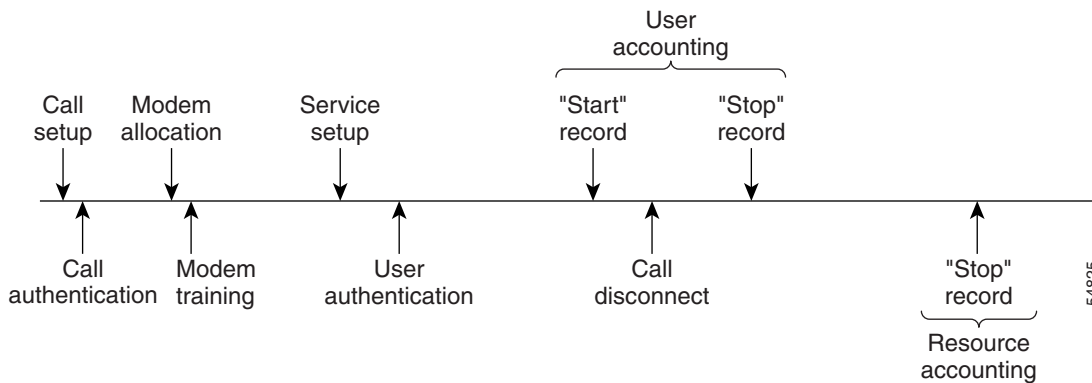 User
accounting
Call
setup
Modem
allocation
Service
setup
"Start"
record
"Stop"
record
Call
authentication
Modem
training
User
authentication
Call
disconnect
"Stop"
record
Resource
accounting
54825